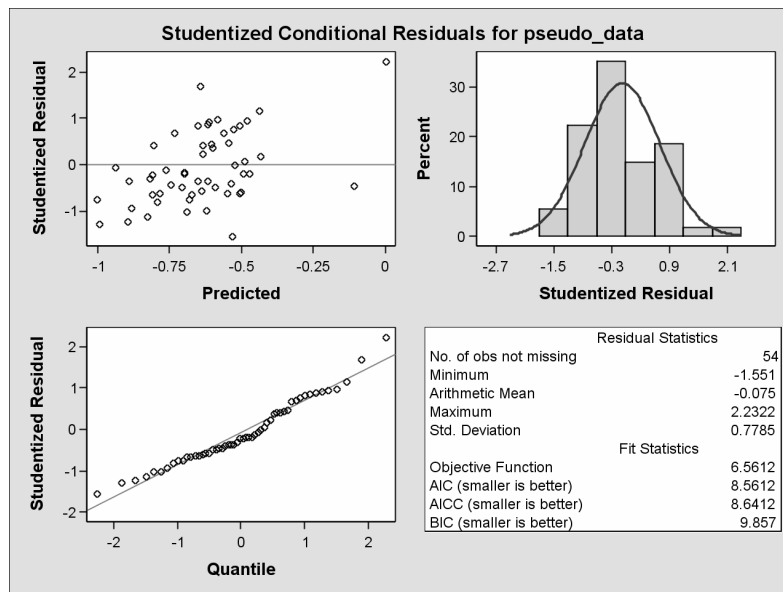 Studentized Conditional Residuals for pseudo_data
Studentized Residual
2
1
0
-1
-1
-0.75
-0.5
-0.25
0
Predicted
Percent
30
20
10
0
-2.7
-1.5
-0.3
0.9
2.1
Studentized Residual
Studentized Residual
2
1
0
-1
-2
-2
-1
0
1
2
Quantile
Residual Statistics
No. of obs not missing 54
Minimum -1.551
Arithmetic Mean -0.075
Maximum 2.2322
Std. Deviation 0.7785
Fit Statistics
Objective Function 6.5612
AIC (smaller is better) 8.5612
AICC (smaller is better) 8.6412
BIC (smaller is better) 9.857